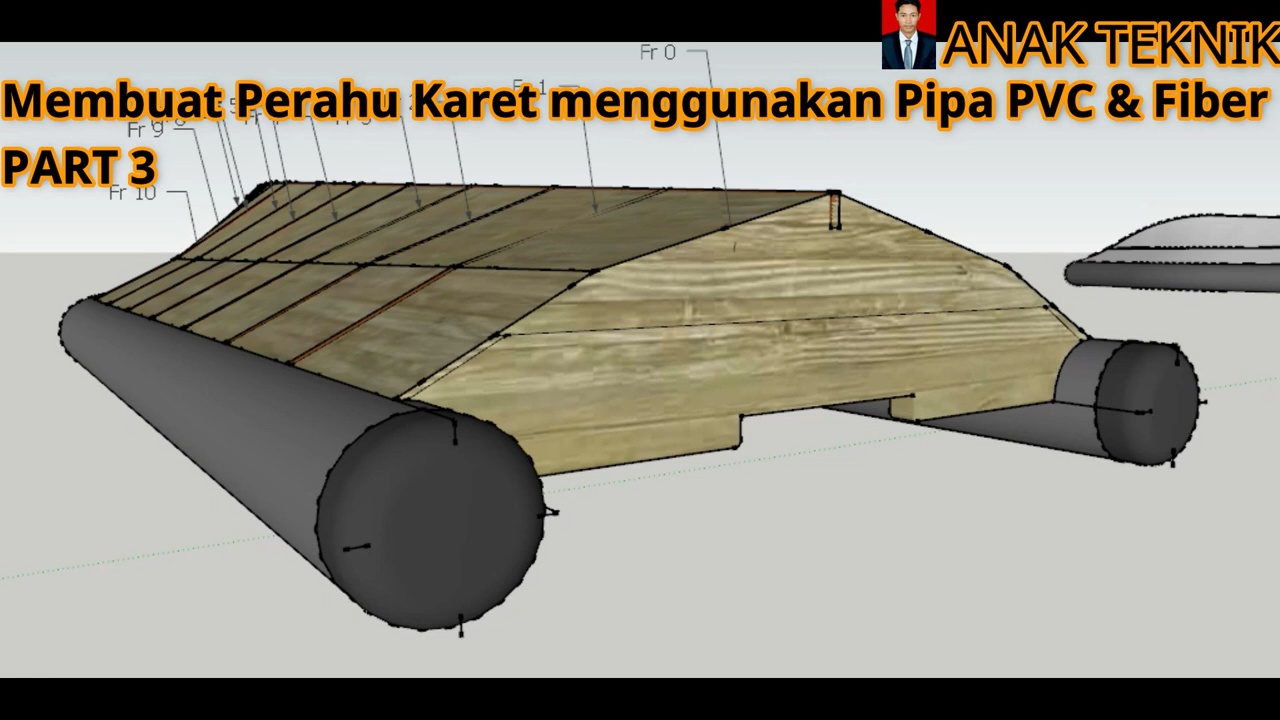 ANAK TEKNIK
Fr 0
Membuat Perahu Karet menggunakan Pipa PVC & Fiber
Fr 9
PART 3
Fr 10